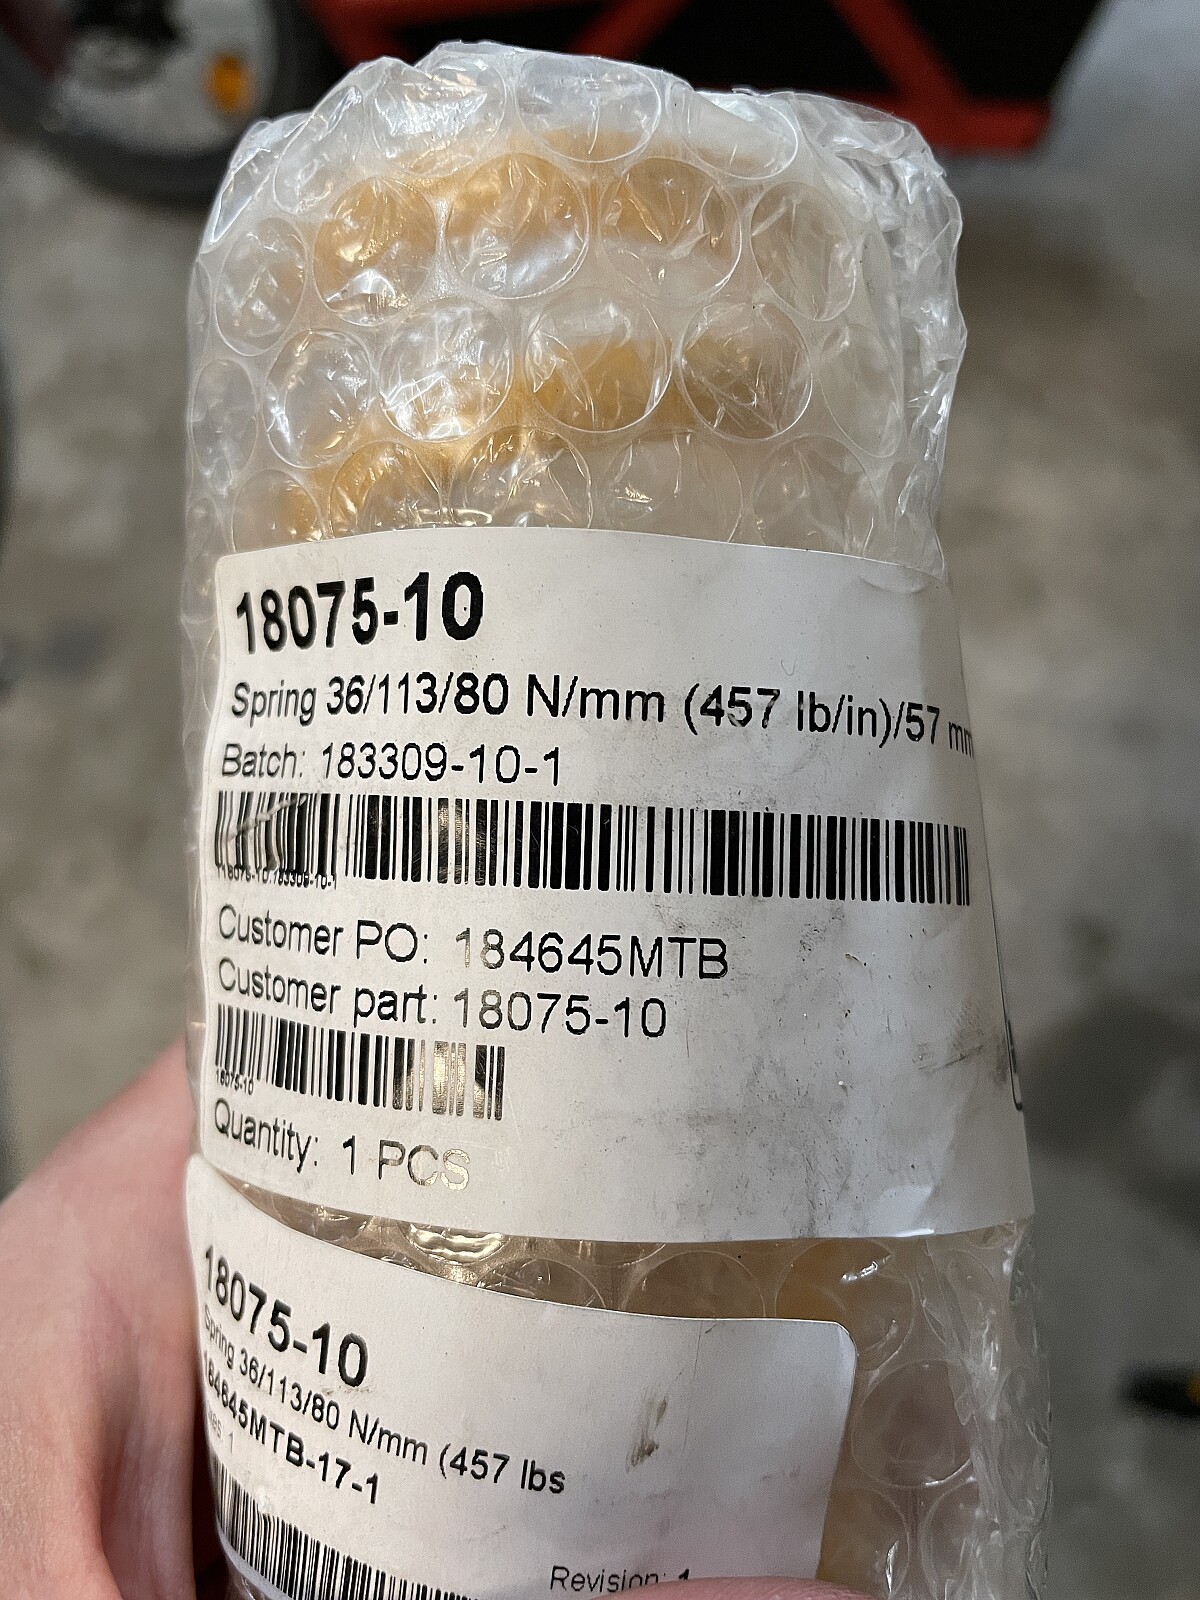 18075-10
Spring 36/113/80 N/mm (457 lb/in)/57 mm
Batch: 183309-10-1
Customer PO: 184645MTB
Customer part: 18075-10
18075-10
Quantity: 1 PCS
18075-10
Spring 36/113/80 N/mm (457 lbs
184645MTB-17-1
Revision: 1